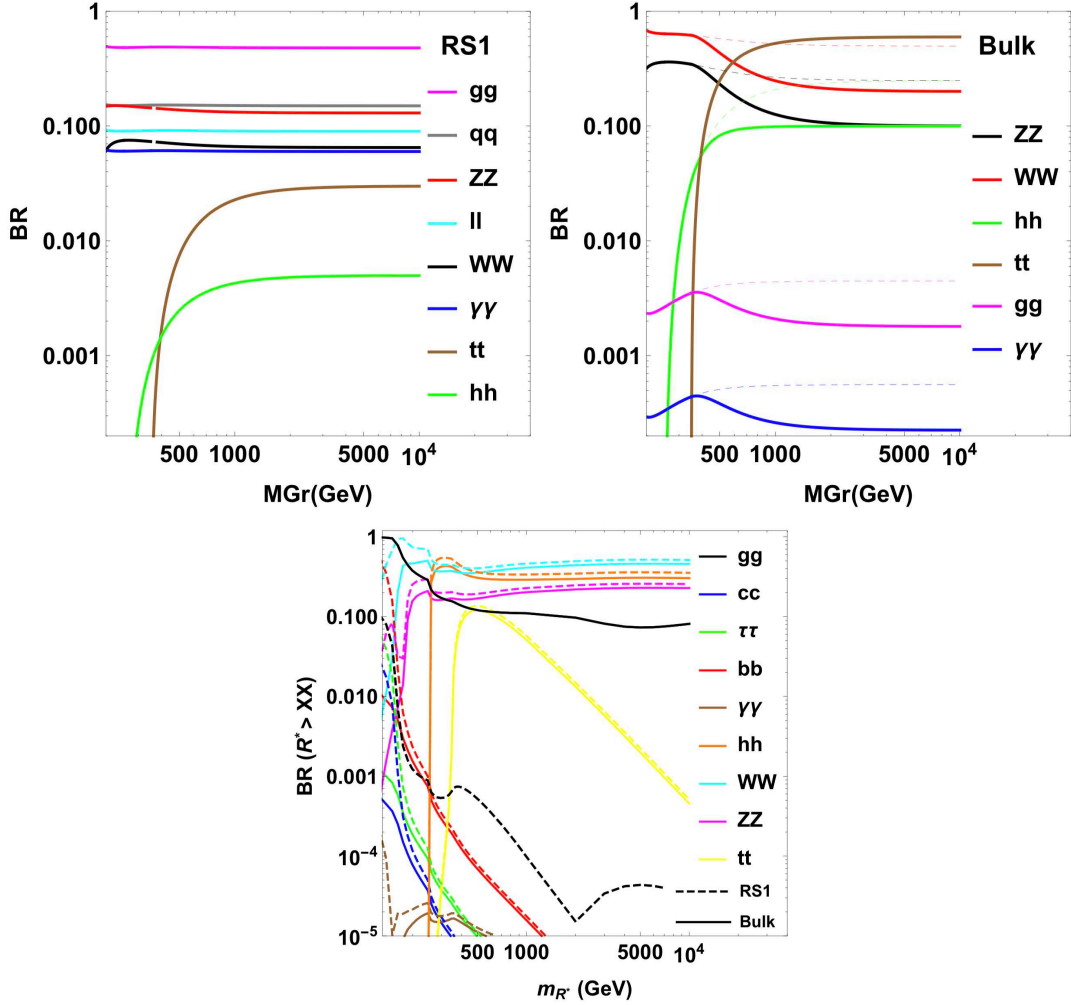 RS1
BR
1
0.100
0.010
0.001
gg
qq
ZZ
ll
WW
γγ
tt
hh
500 1000 5000 10⁴
MGr(GeV)
Bulk
BR
1
0.100
0.010
0.001
ZZ
WW
hh
tt
gg
γγ
500 1000 5000 10⁴
MGr(GeV)
BR (R* > XX)
1
0.100
0.010
0.001
10⁻⁴
10⁻⁵
gg
cc
ττ
bb
γγ
hh
WW
ZZ
tt
RS1
Bulk
500 1000 5000 10⁴
m_R* (GeV)